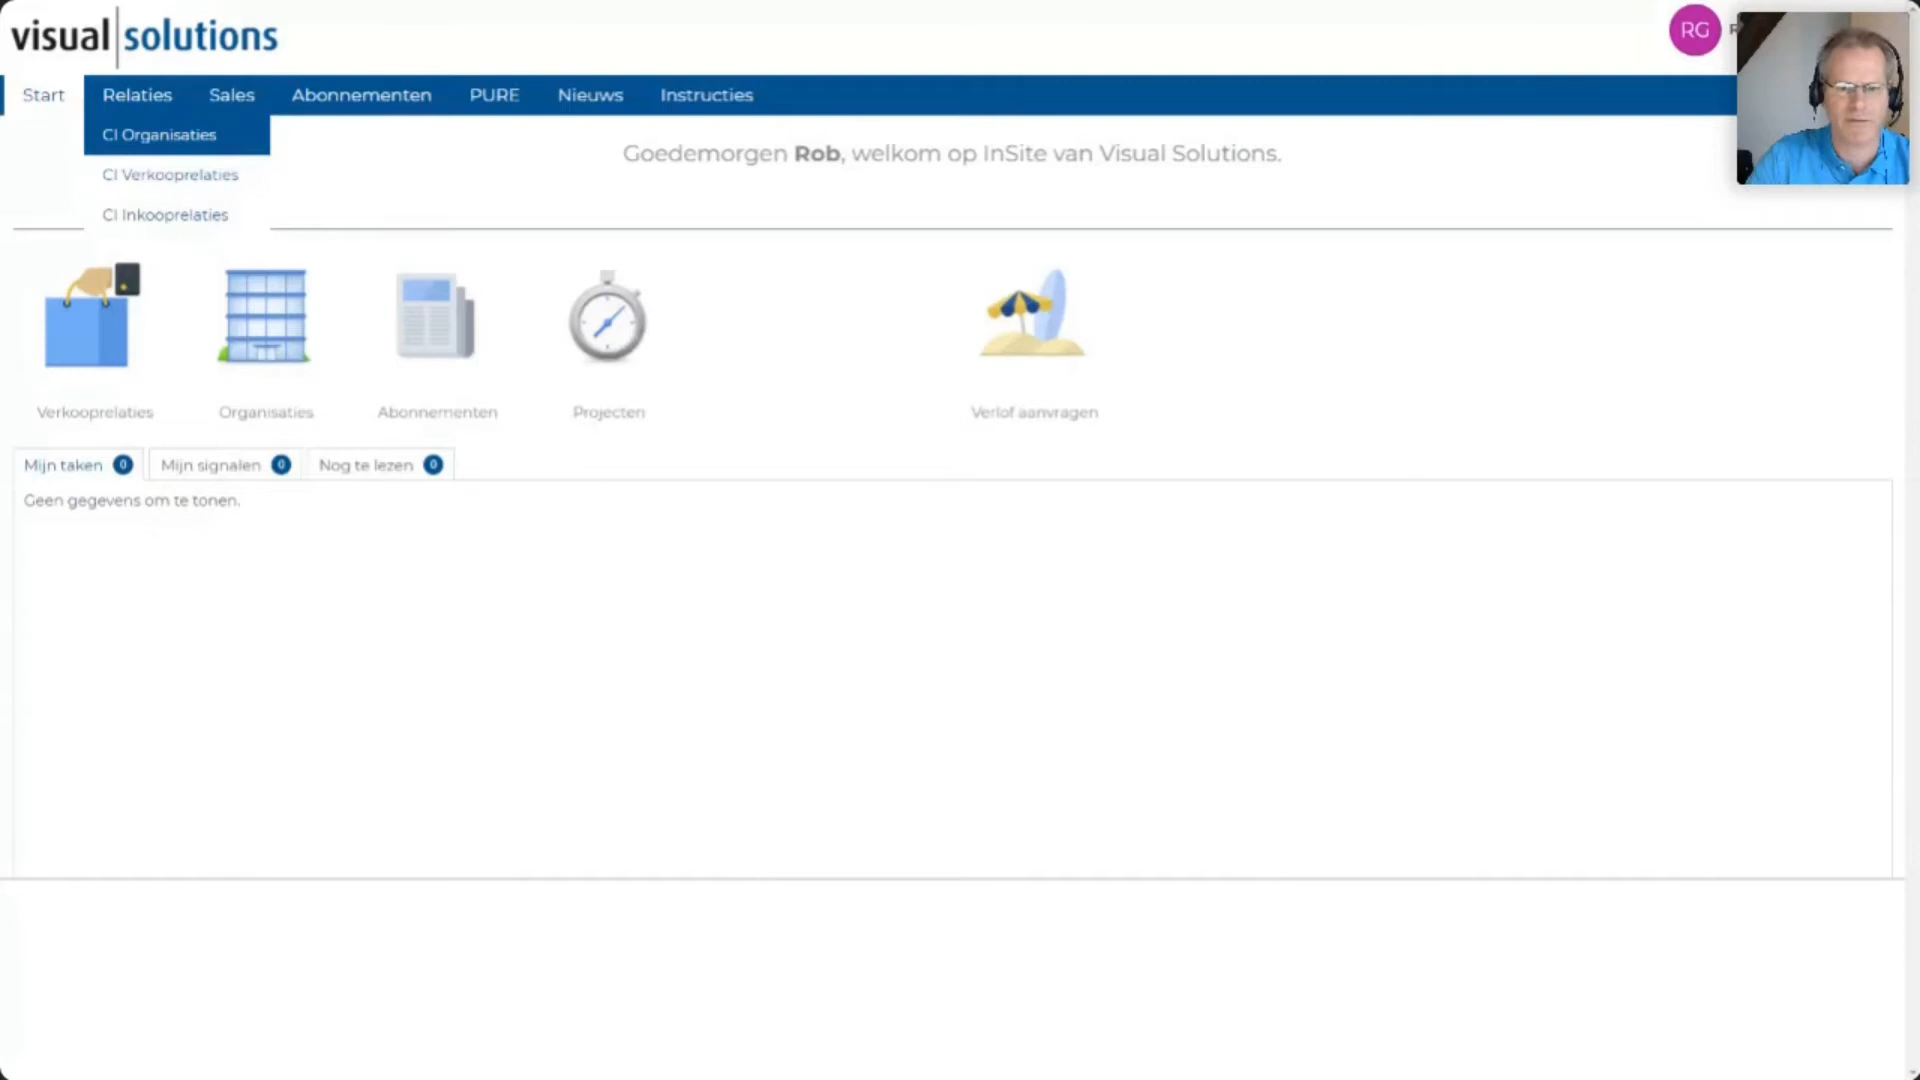 visual solutions
RG
Start Relaties Sales Abonnementen PURE Nieuws Instructies
CI Organisaties
CI Verkooprelaties
CI Inkooprelaties
Goedemorgen Rob, welkom op InSite van Visual Solutions.
Verkooprelaties Organisaties Abonnementen Projecten Verlof aanvragen
Mijn taken 0 Mijn signalen 0 Nog te lezen 0
Geen gegevens om te tonen.